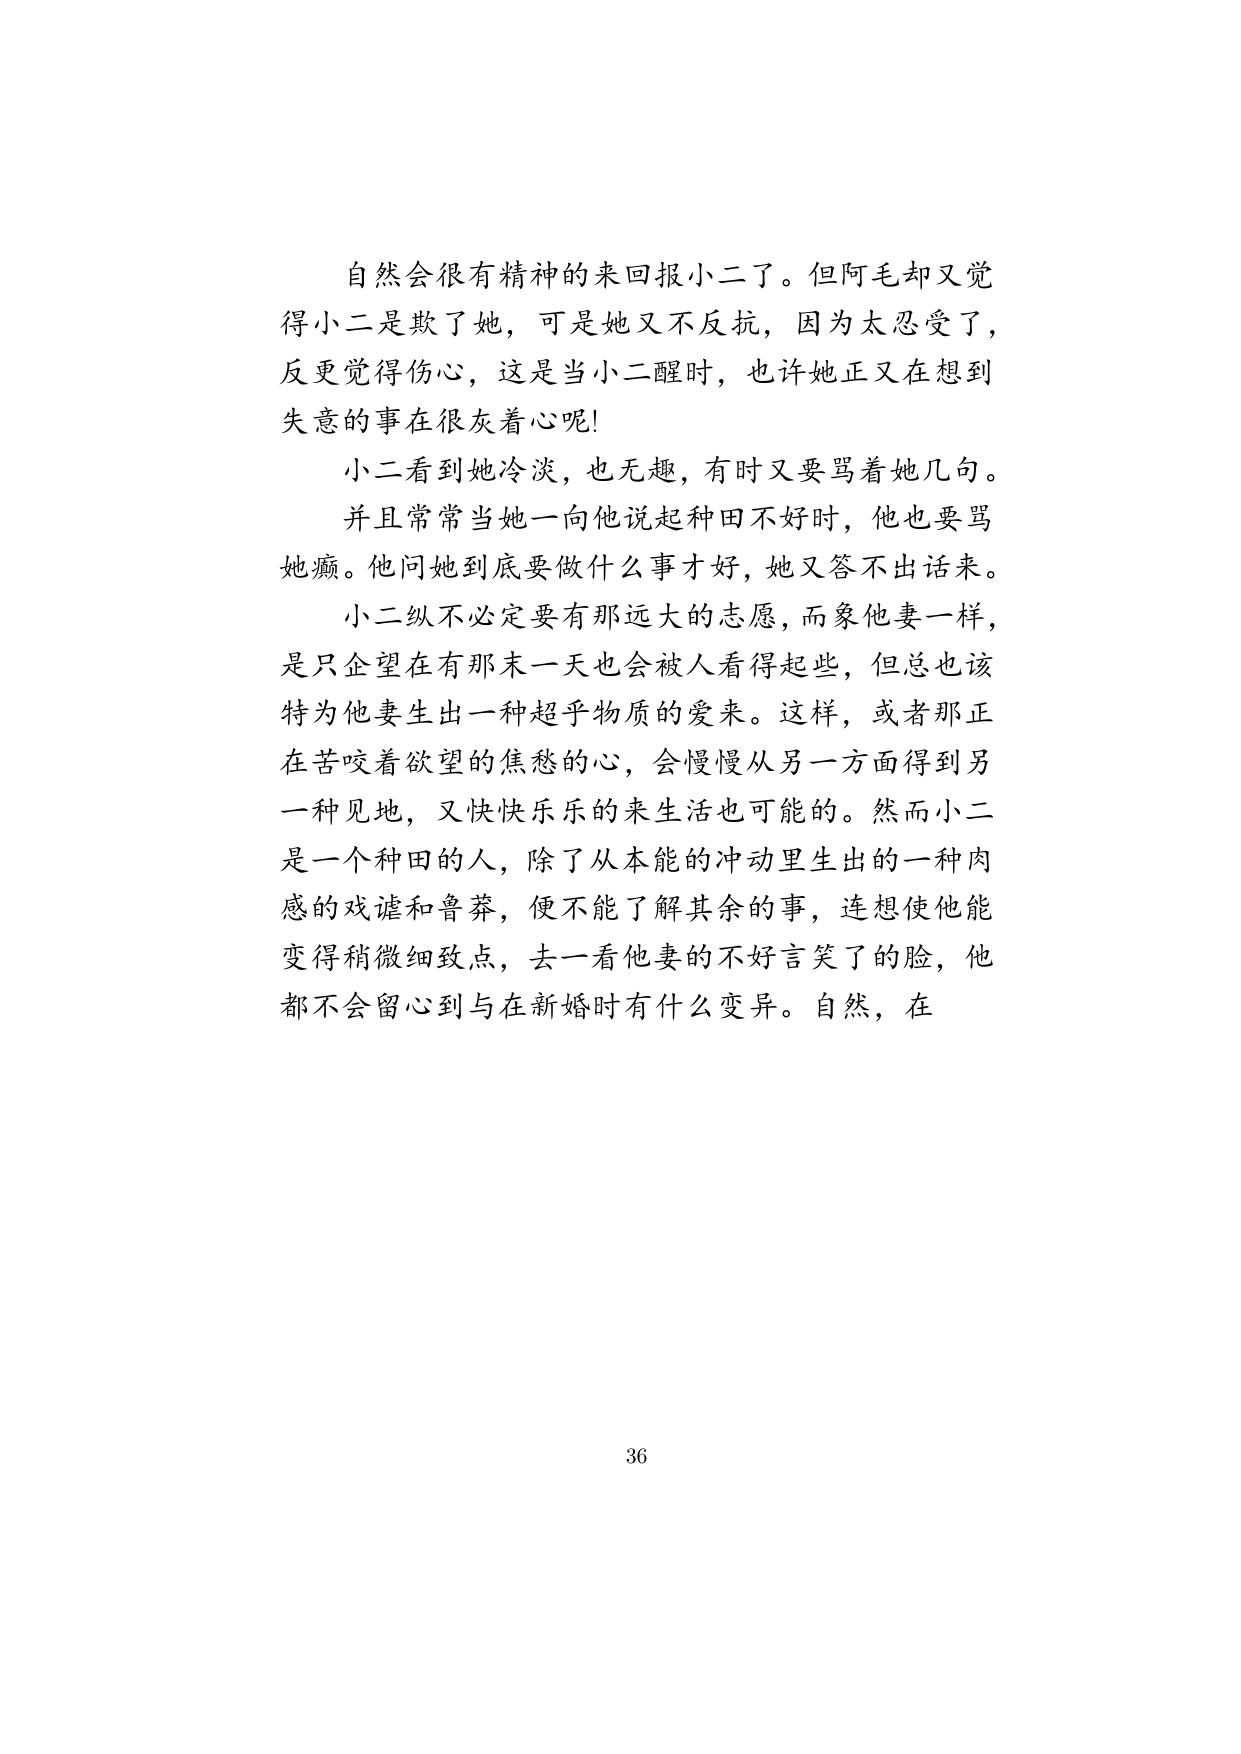 自然会很有精神的来回报小二了。但阿毛却又觉
得小二是欺了她，可是她又不反抗，因为太忍受了，
反更觉得伤心，这是当小二醒时，也许她正又在想到
失意的事在很灰着心呢！
小二看到她冷淡，也无趣，有时又要骂着她几句。
并且常常当她一向他说起种田不好时，他也要骂
她癫。他问她到底要做什么事才好，她又答不出话来。
小二纵不必定要有那远大的志愿，而象他妻一样，
是只企望在有那末一天也会被人看得起些，但总也该
特为他妻生出一种超乎物质的爱来。这样，或者那正
在苦咬着欲望的焦愁的心，会慢慢从另一方面得到另
一种见地，又快快乐乐的来生活也可能的。然而小二
是一个种田的人，除了从本能的冲动里生出的一种肉
感的戏谑和鲁莽，便不能了解其余的事，连想使他能
变得稍微细致点，去一看他妻的不好言笑了的脸，他
都不会留心到与在新婚时有什么变异。自然，在
36